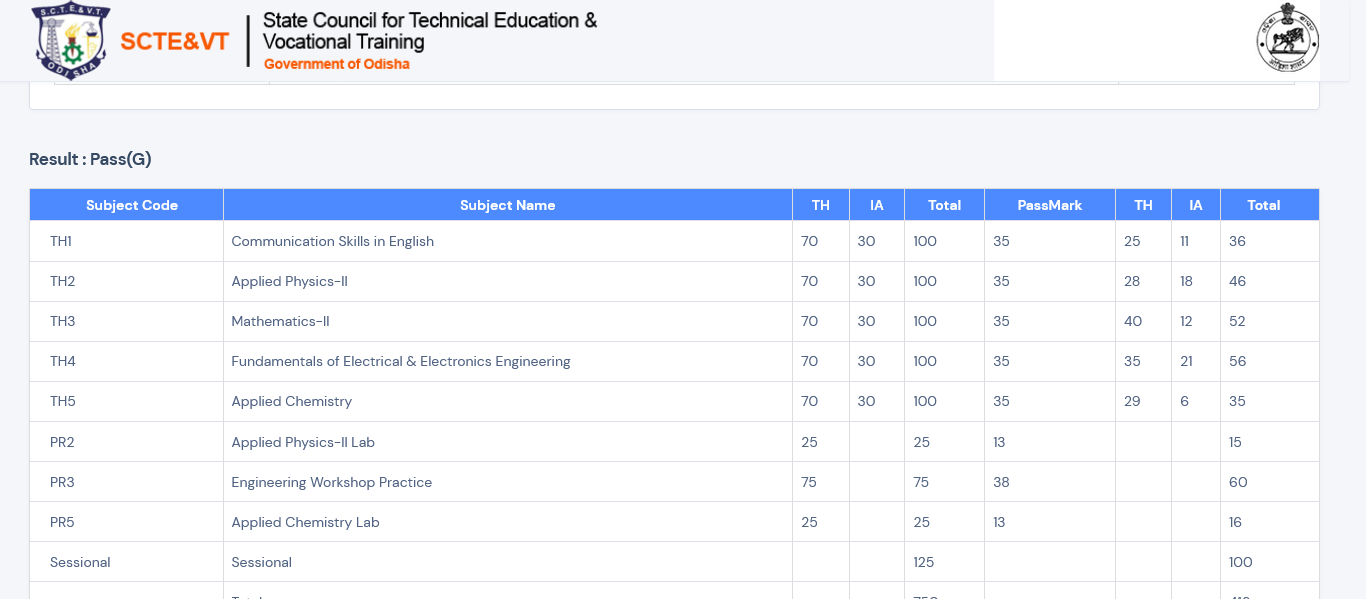 S.C.T.E.&V.T.
ODISHA
SCTE&VT
State Council for Technical Education &
Vocational Training
Government of Odisha
Result : Pass(G)
Subject Code Subject Name TH IA Total PassMark TH IA Total
TH1 Communication Skills in English 70 30 100 35 25 11 36
TH2 Applied Physics-II 70 30 100 35 28 18 46
TH3 Mathematics-II 70 30 100 35 40 12 52
TH4 Fundamentals of Electrical & Electronics Engineering 70 30 100 35 35 21 56
TH5 Applied Chemistry 70 30 100 35 29 6 35
PR2 Applied Physics-II Lab 25 25 13 15
PR3 Engineering Workshop Practice 75 75 38 60
PR5 Applied Chemistry Lab 25 25 13 16
Sessional Sessional 125 100